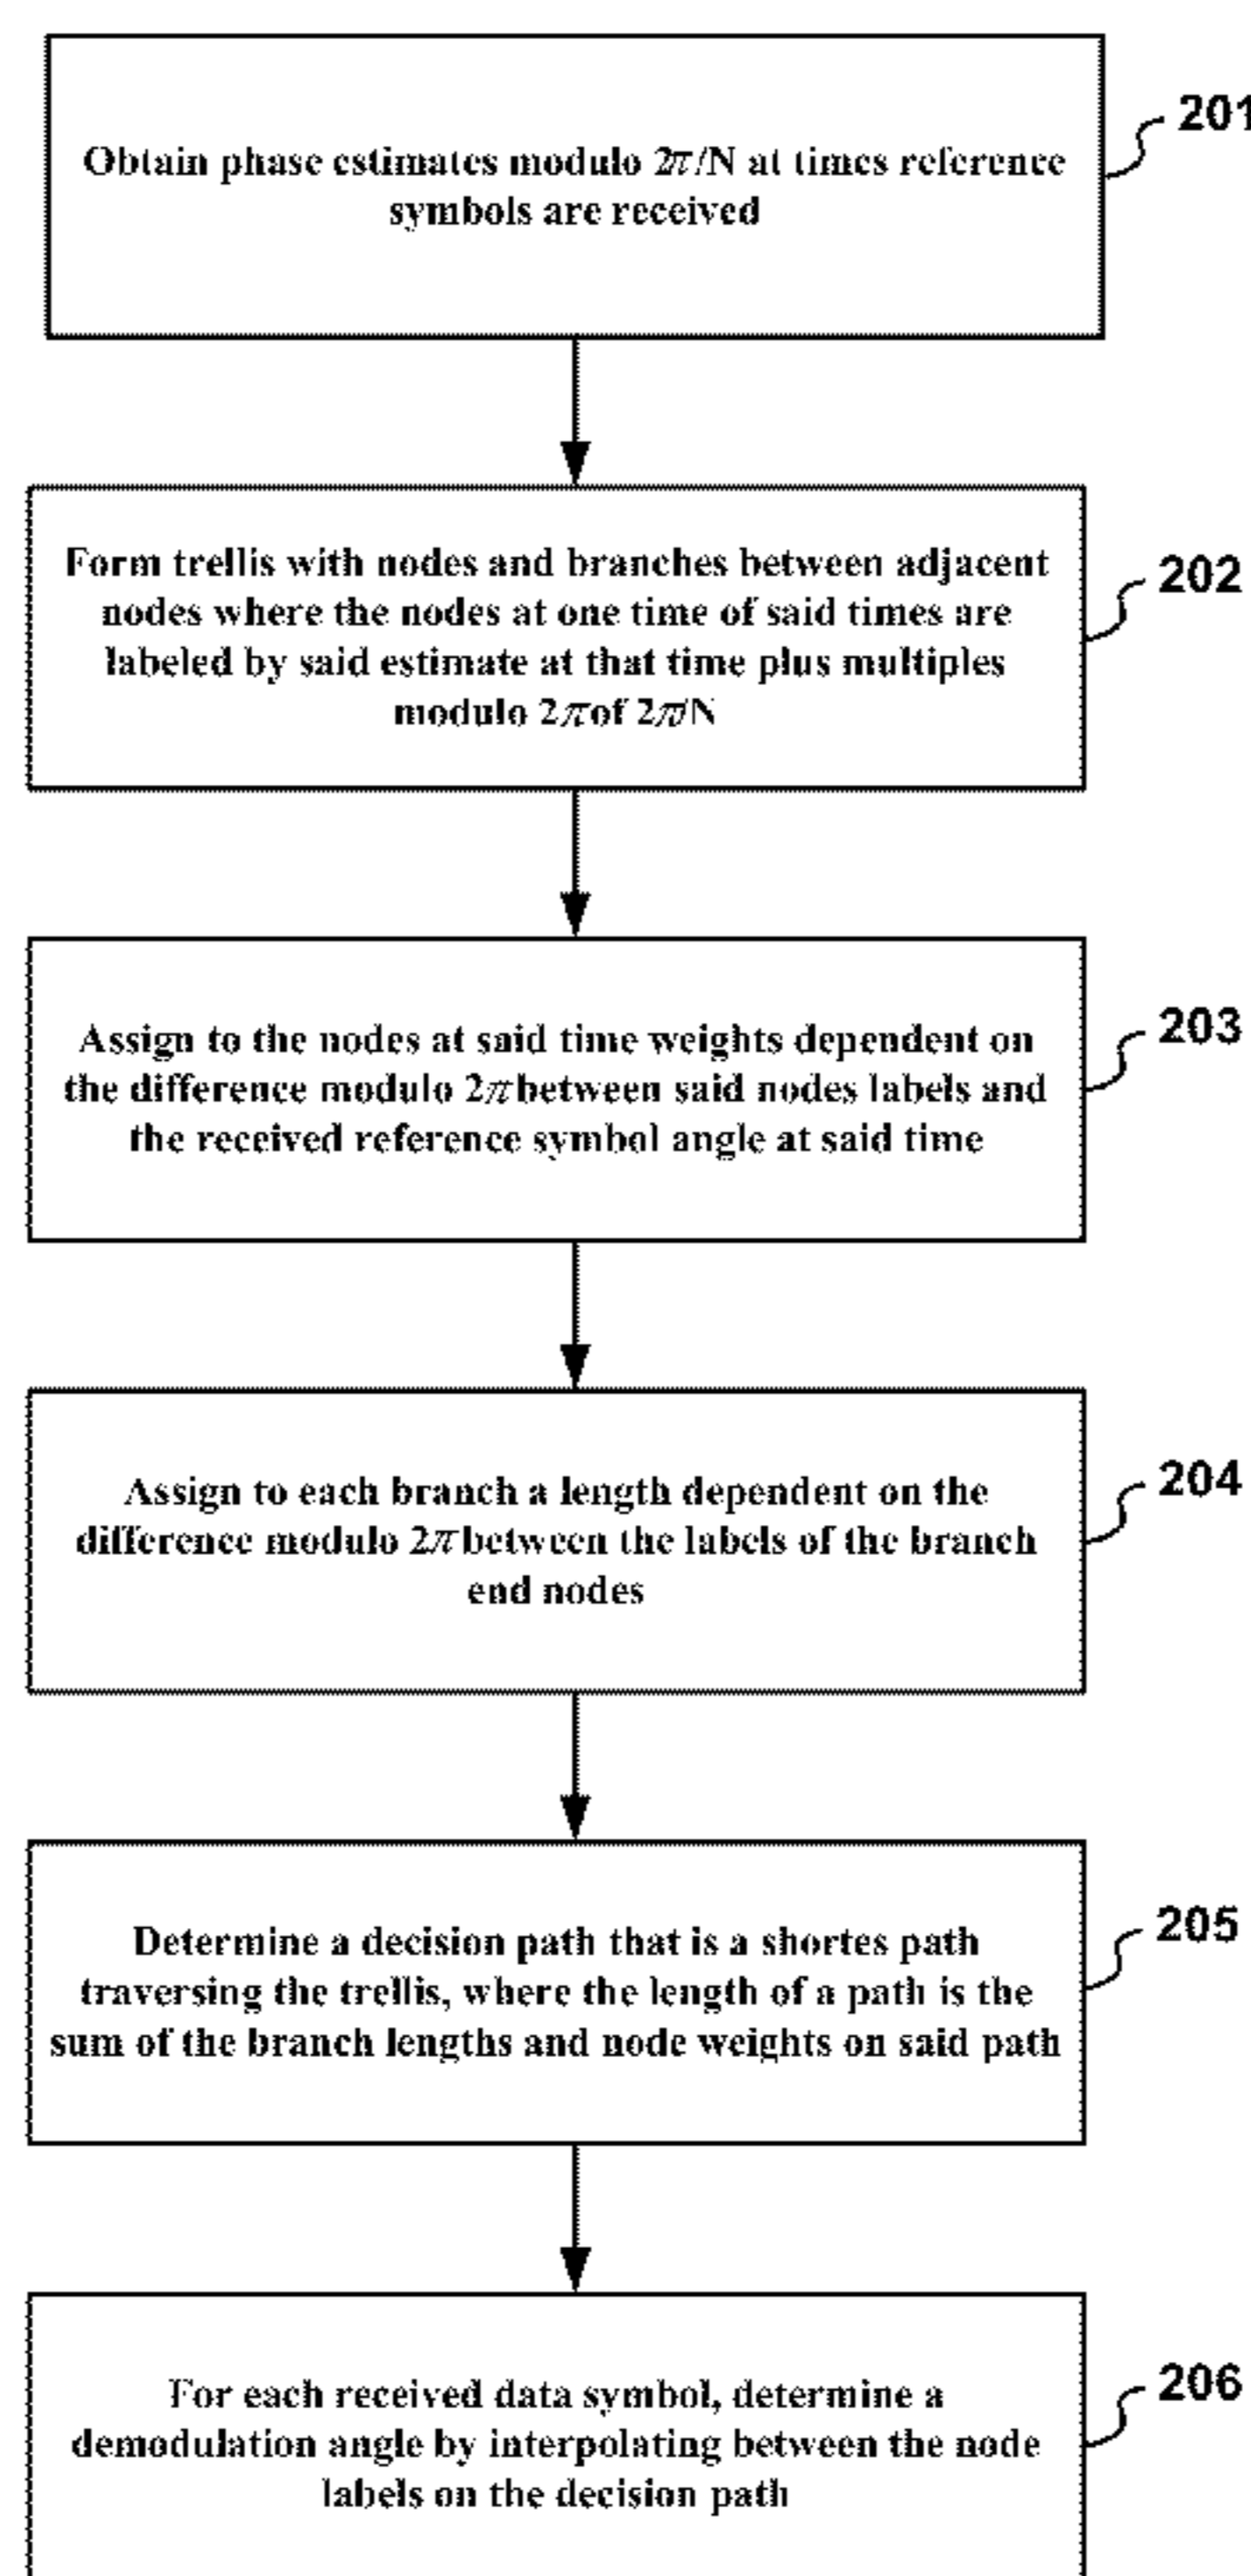 Obtain phase estimates modulo 2π/N at times reference
symbols are received
201
Form trellis with nodes and branches between adjacent
nodes where the nodes at one time of said times are
labeled by said estimate at that time plus multiples
modulo 2π of 2π/N
202
Assign to the nodes at said time weights dependent on
the difference modulo 2π between said nodes labels and
the received reference symbol angle at said time
203
Assign to each branch a length dependent on the
difference modulo 2π between the labels of the branch
end nodes
204
Determine a decision path that is a shortes path
traversing the trellis, where the length of a path is the
sum of the branch lengths and node weights on said path
205
For each received data symbol, determine a
demodulation angle by interpolating between the node
labels on the decision path
206